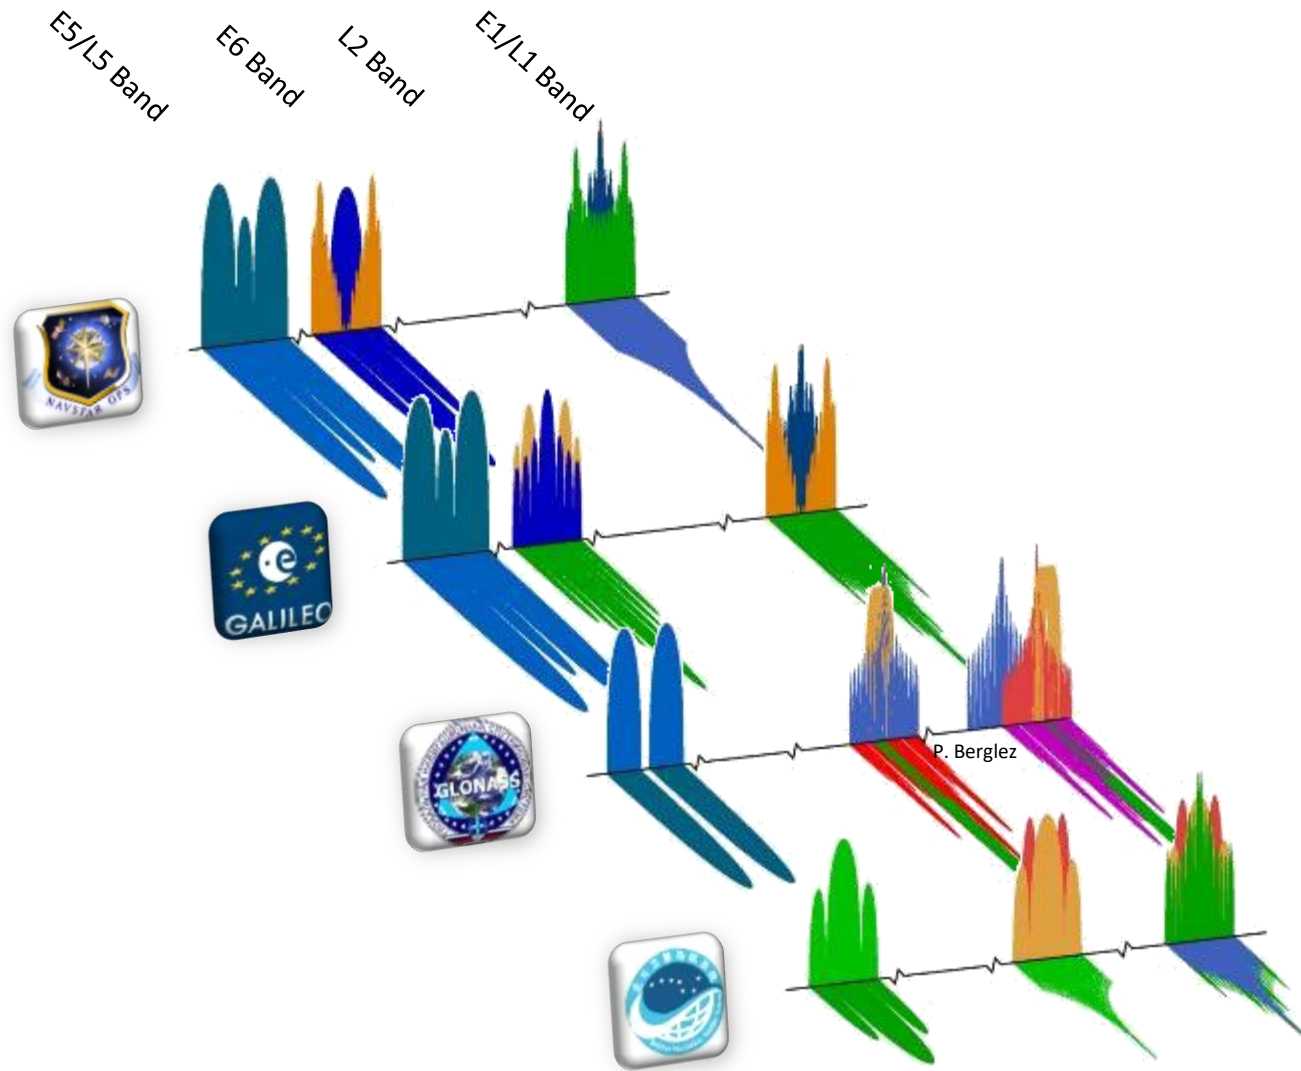 E5/L5 Band
E6 Band
L2 Band
E1/L1 Band
NAVSTAR GPS
GALILEO
GLONASS
P. Berglez